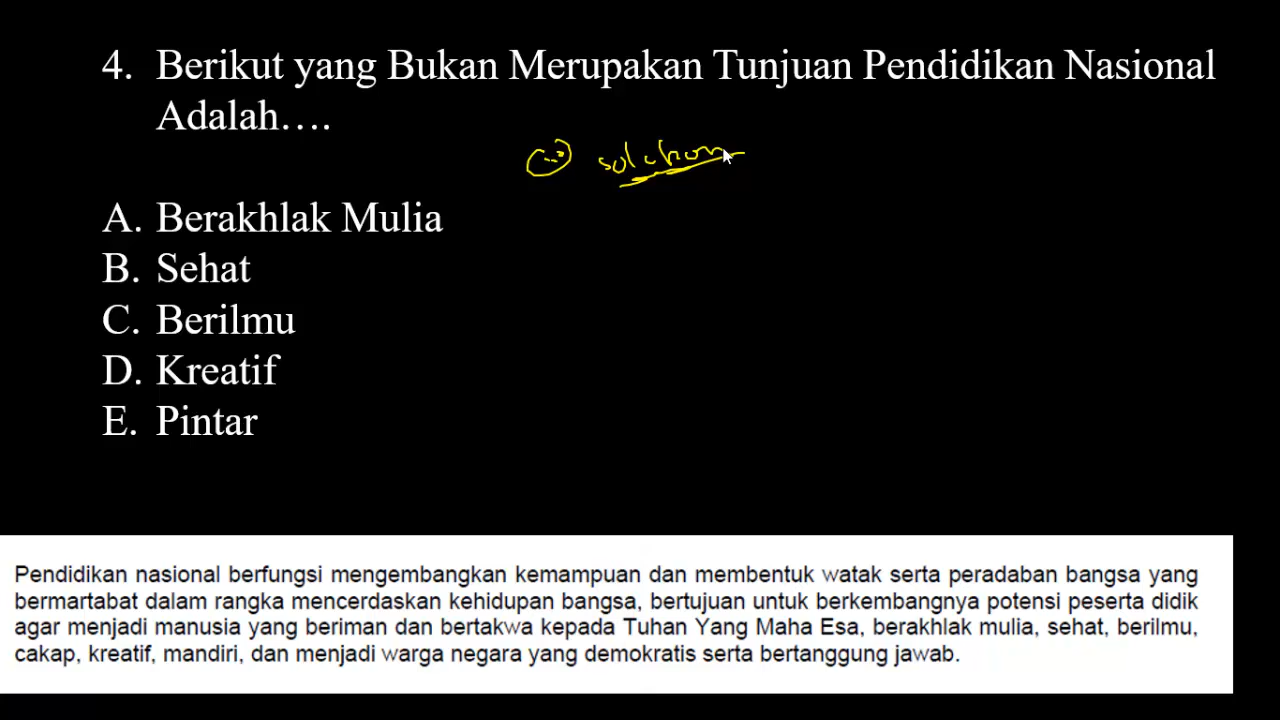 4. Berikut yang Bukan Merupakan Tunjuan Pendidikan Nasional
Adalah....
A. Berakhlak Mulia
B. Sehat
C. Berilmu
D. Kreatif
E. Pintar
Pendidikan nasional berfungsi mengembangkan kemampuan dan membentuk watak serta peradaban bangsa yang
bermartabat dalam rangka mencerdaskan kehidupan bangsa, bertujuan untuk berkembangnya potensi peserta didik
agar menjadi manusia yang beriman dan bertakwa kepada Tuhan Yang Maha Esa, berakhlak mulia, sehat, berilmu,
cakap, kreatif, mandiri, dan menjadi warga negara yang demokratis serta bertanggung jawab.